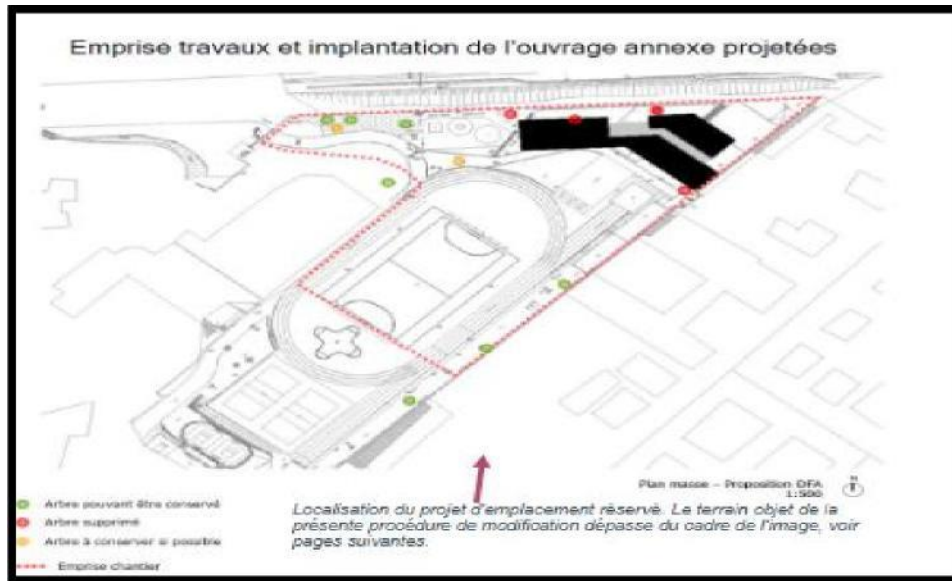 Emprise travaux et implantation de l'ouvrage annexe projetées
Plan masse – Proposition DFA
1:500
N
Arbre pouvant être conservé
Arbre supprimé
Arbre à conserver si possible
Emprise chantier
Localisation du projet d'emplacement réservé. Le terrain objet de la
présente procédure de modification dépasse du cadre de l'image, voir
pages suivantes.